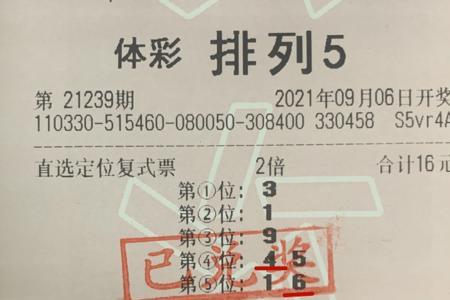 体彩 排列5
第 21239期 2021年09月06日开奖
110330-515460-080050-308400 330458 S5vr4A
直选定位复式票 2倍 合计16元
第①位: 3
第②位: 1
第③位: 9
第④位: 4 5
第⑤位: 1 6
已兑奖